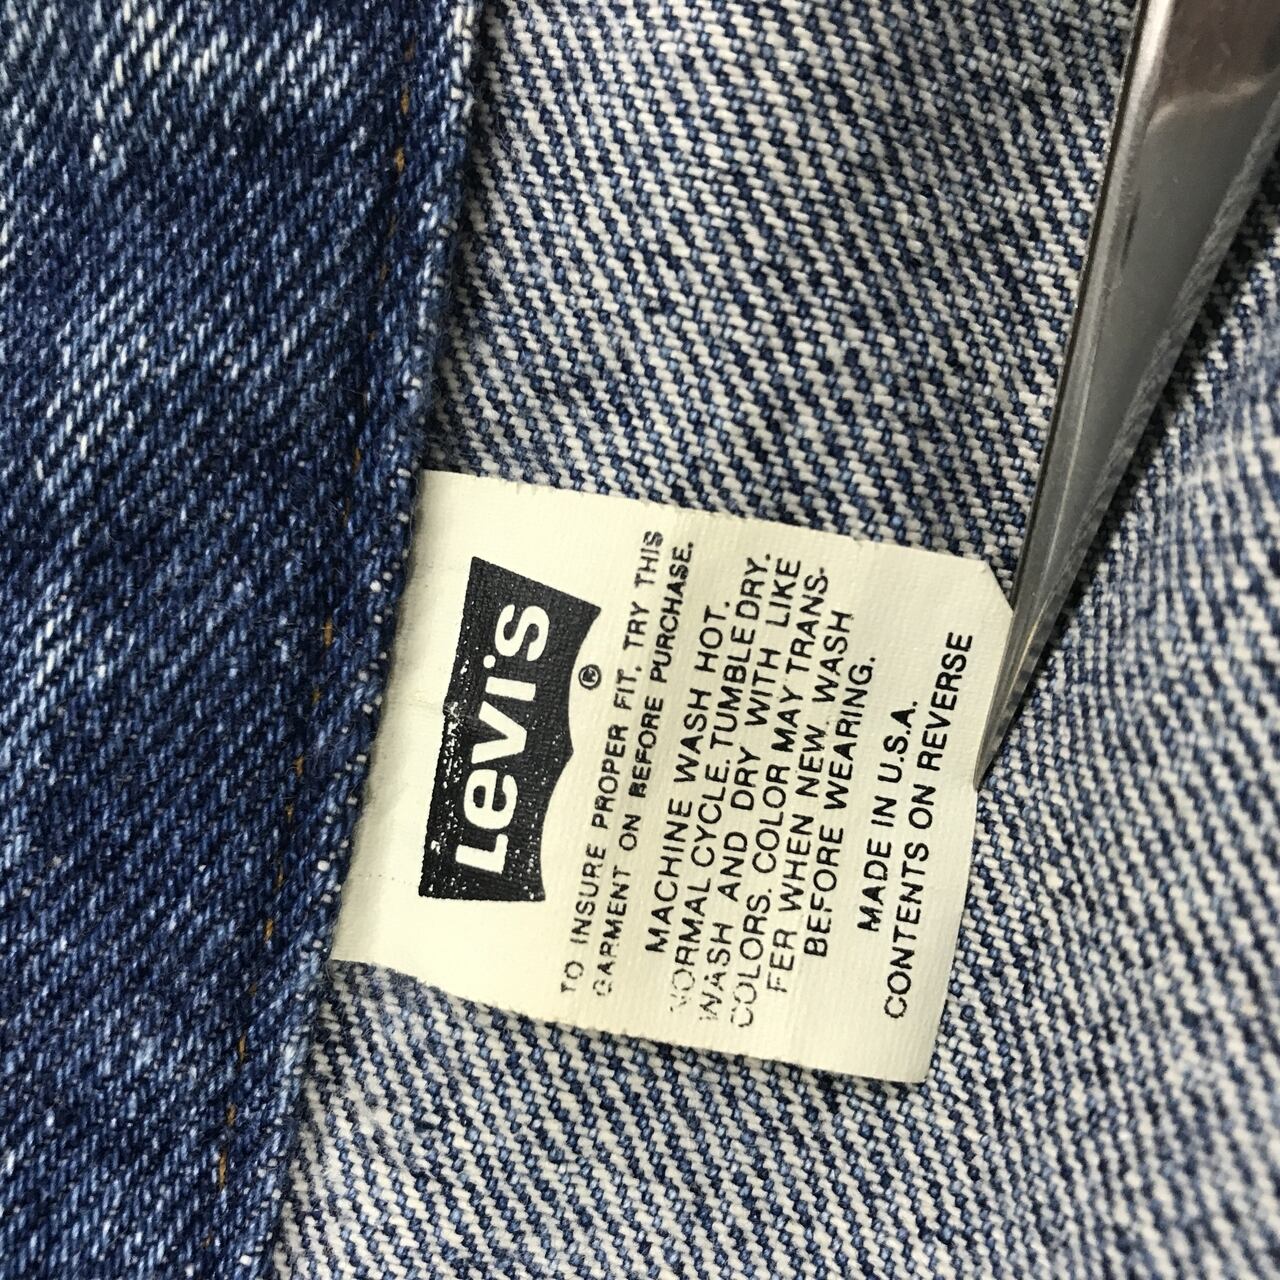 Levi's
®
TO INSURE PROPER FIT, TRY THIS
GARMENT ON BEFORE PURCHASE.
MACHINE WASH HOT.
NORMAL CYCLE. TUMBLE DRY.
WASH AND DRY WITH LIKE
COLORS. COLOR MAY TRANS-
FER WHEN NEW. WASH
BEFORE WEARING.
MADE IN U.S.A.
CONTENTS ON REVERSE